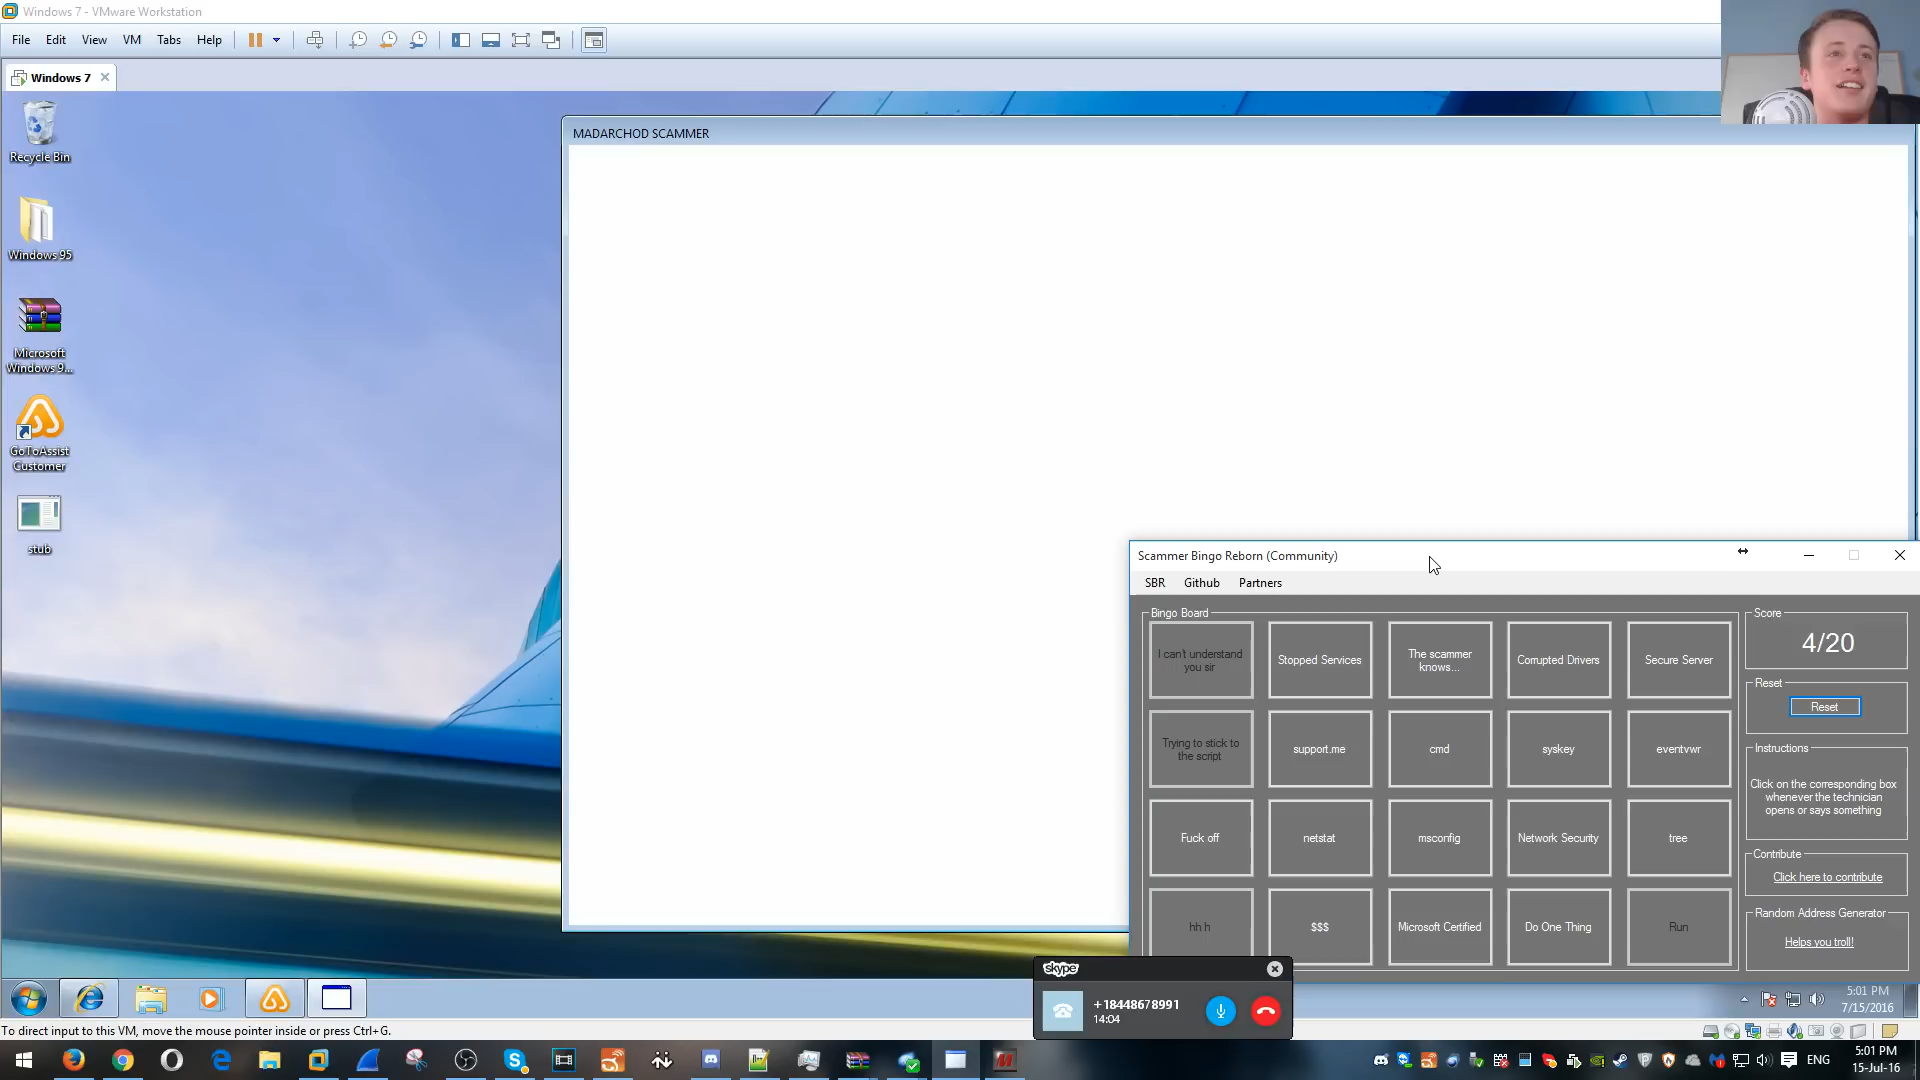 Windows 7 - VMware Workstation
File Edit View VM Tabs Help
Windows 7
Recycle Bin
Windows 95
Microsoft
Windows 9...
GoToAssist
Customer
stub
MADARCHOD SCAMMER
Scammer Bingo Reborn (Community)
SBR Github Partners
Bingo Board
I can't understand
you sir
Stopped Services
The scammer
knows...
Corrupted Drivers
Secure Server
Trying to stick to
the script
support.me
cmd
syskey
eventvwr
Fuck off
netstat
msconfig
Network Security
tree
hh h
$$$
Microsoft Certified
Do One Thing
Run
Score
4/20
Reset
Reset
Instructions
Click on the corresponding box
whenever the technician
opens or says something
Contribute
Click here to contribute
Random Address Generator
Helps you troll!
skype
+18448678991
14:04
5:01 PM
7/15/2016
To direct input to this VM, move the mouse pointer inside or press Ctrl+G.
ENG
5:01 PM
15-Jul-16